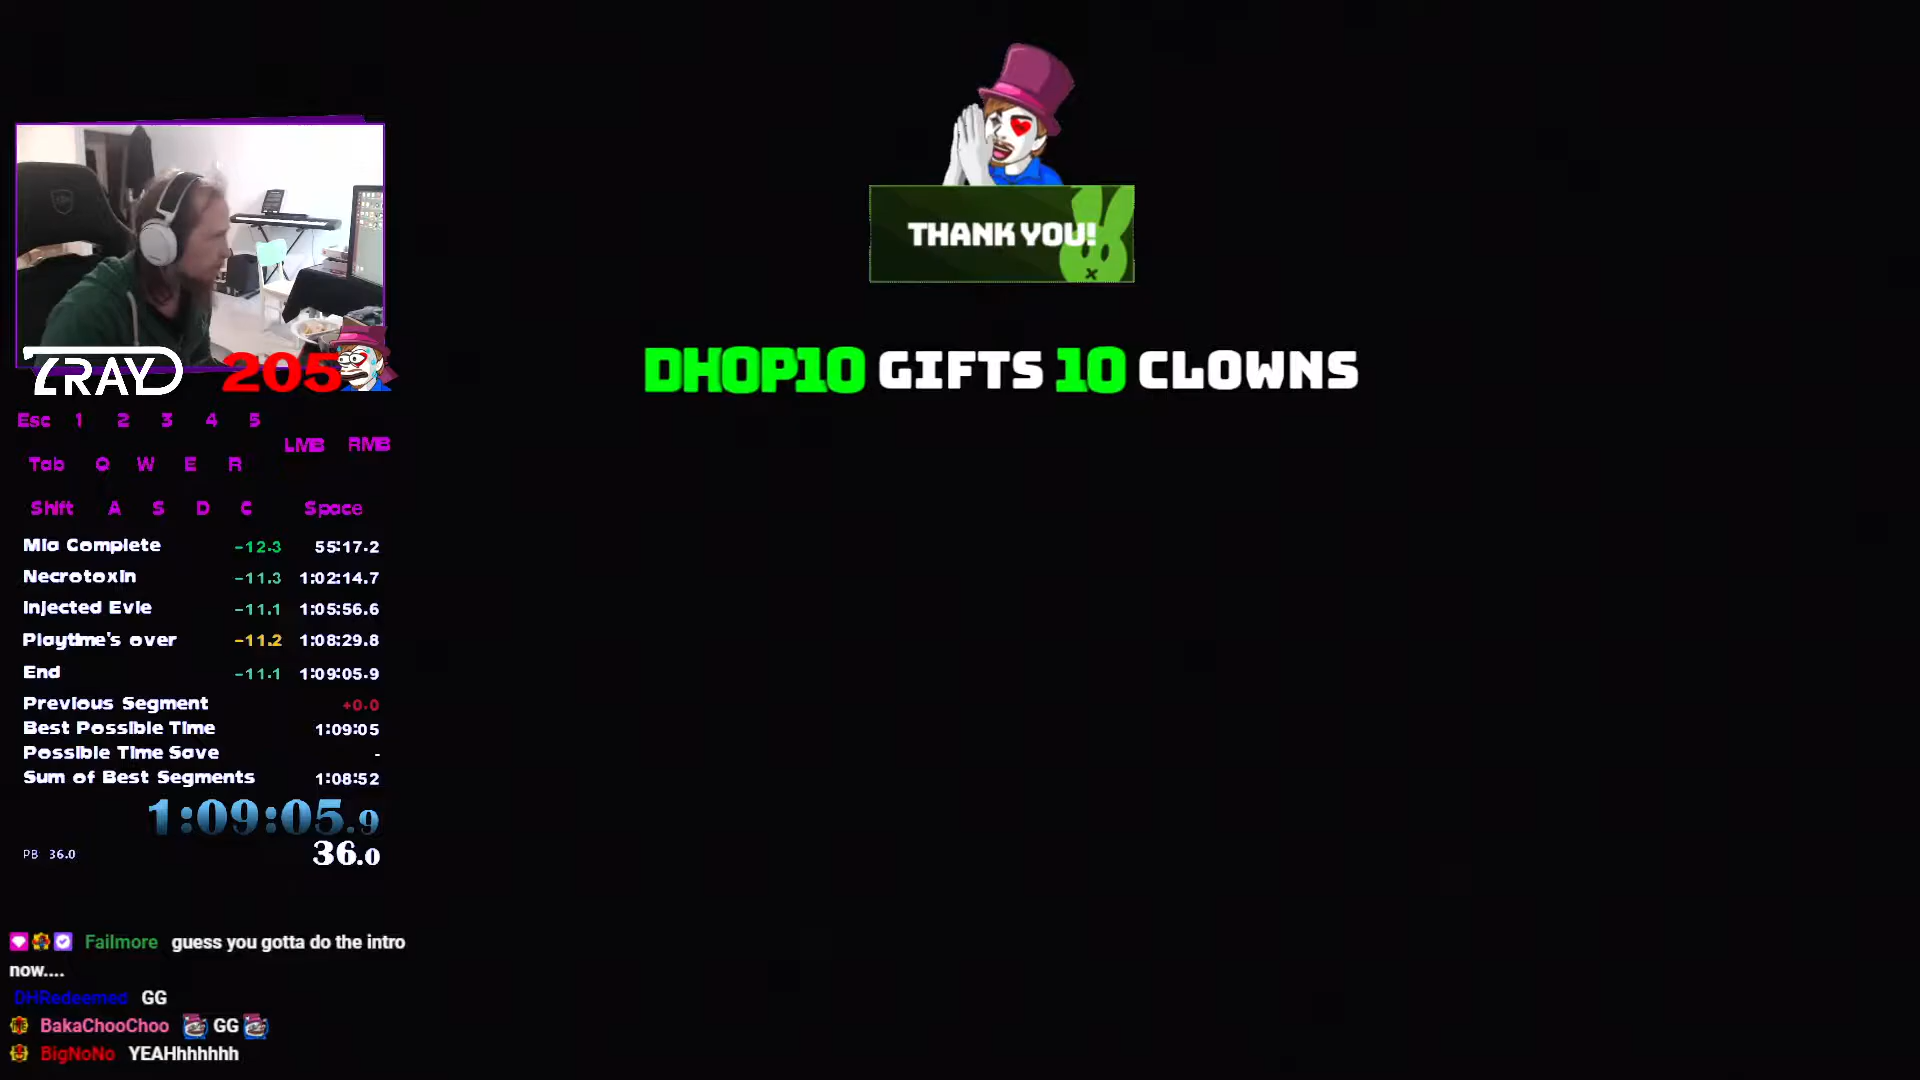 THANK YOU!
DHOP10 GIFTS 10 CLOWNS
ZRAY 205
Esc 1 2 3 4 5
LMB RMB
Tab Q W E R
Shift A S D C Space
Mia Complete -12.3 55:17.2
Necrotoxin -11.3 1:02:14.7
Injected Evie -11.1 1:05:56.6
Playtime's over -11.2 1:08:29.8
End -11.1 1:09:05.9
Previous Segment +0.0
Best Possible Time 1:09:05
Possible Time Save -
Sum of Best Segments 1:08:52
1:09:05.9
PB 36.0 36.0
Failmore guess you gotta do the intro
now....
DHRedeemed GG
BakaChooChoo GG
BigNoNo YEAHhhhhhh